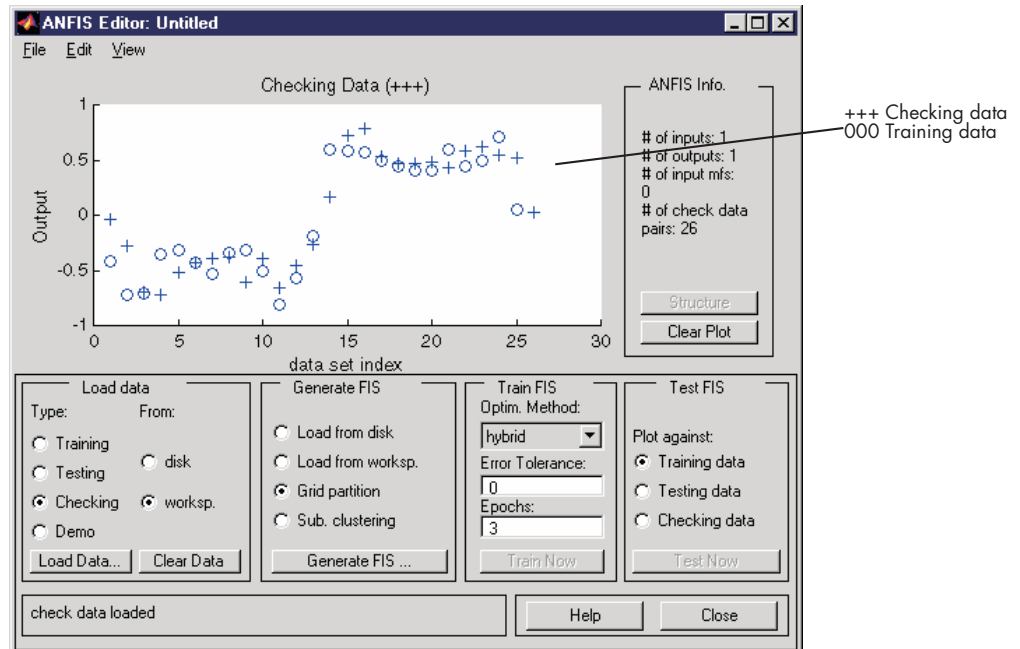 ANFIS Editor: Untitled
File Edit View
Checking Data (+++)
1
0.5
0
-0.5
-1
Output
0 5 10 15 20 25 30
data set index
ANFIS Info.
# of inputs: 1
# of outputs: 1
# of input mfs:
0
# of check data
pairs: 26
Structure
Clear Plot
+++ Checking data
000 Training data
Load data
Type: From:
Training
Testing
Checking
Demo
disk
worksp.
Load Data... Clear Data
Generate FIS
Load from disk
Load from worksp.
Grid partition
Sub. clustering
Generate FIS ...
Train FIS
Optim. Method:
hybrid
Error Tolerance:
0
Epochs:
3
Train Now
Test FIS
Plot against:
Training data
Testing data
Checking data
Test Now
check data loaded
Help Close